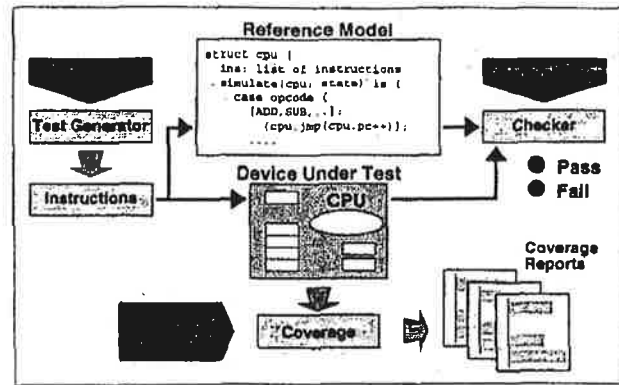 Reference Model
struct cpu {
ins: list of instructions
simulate(cpu, state) is {
case opcode {
[ADD,SUB,..]:
{cpu.jmp(cpu.pc++)};
....
Test Generator
Checker
Instructions
Device Under Test
CPU
Pass
Fail
Coverage
Reports
Coverage